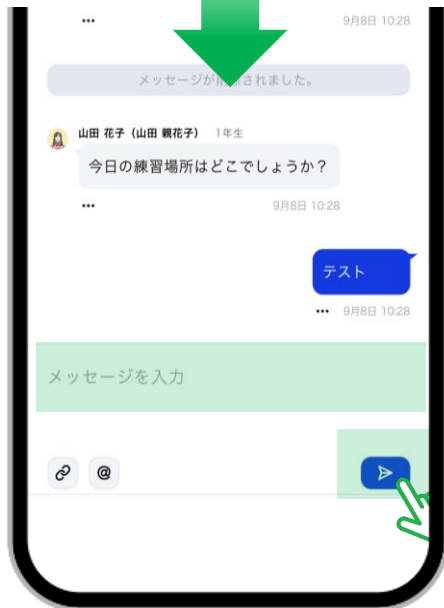 9月8日 10:28
メッセージが削除されました。
山田 花子（山田 親花子） 1年生
今日の練習場所はどこでしょうか？
9月8日 10:28
テスト
9月8日 10:28
メッセージを入力
@